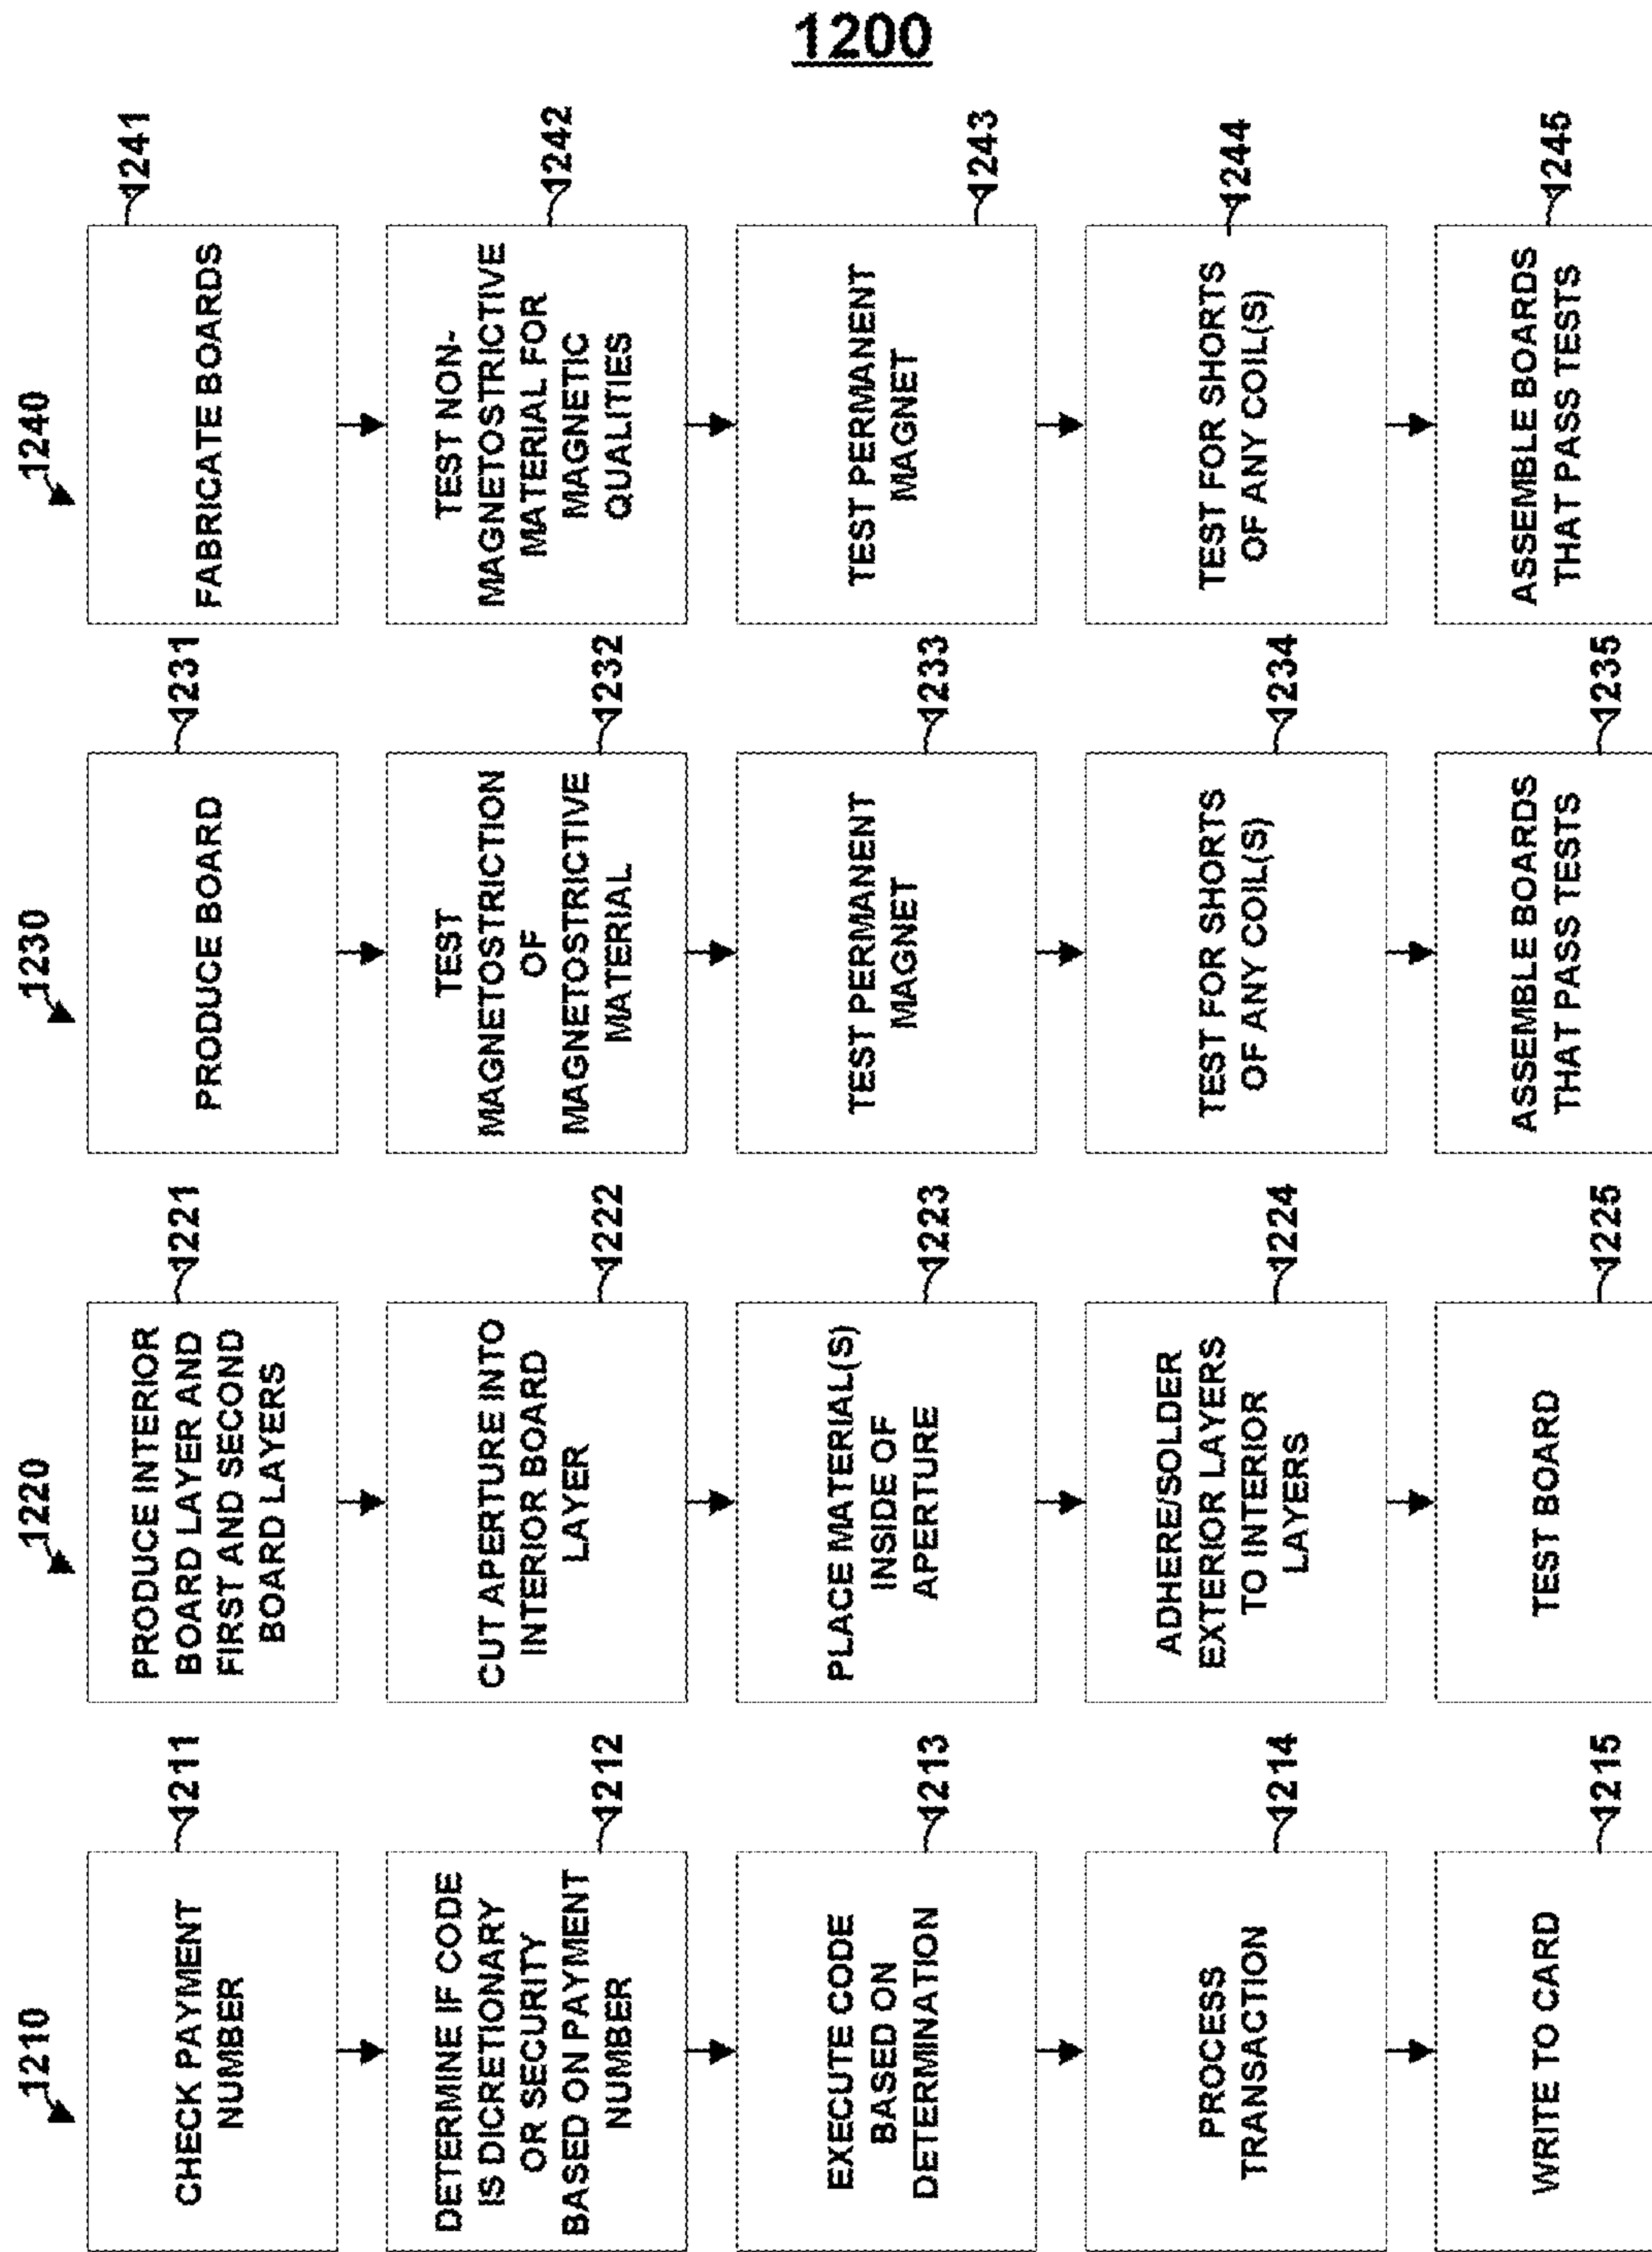 1200
1210
CHECK PAYMENT
NUMBER
1211
DETERMINE IF CODE
IS DICRETIONARY
OR SECURITY
BASED ON PAYMENT
NUMBER
1212
EXECUTE CODE
BASED ON
DETERMINATION
1213
PROCESS
TRANSACTION
1214
WRITE TO CARD
1215
1220
PRODUCE INTERIOR
BOARD LAYER AND
FIRST AND SECOND
BOARD LAYERS
1221
CUT APERTURE INTO
INTERIOR BOARD
LAYER
1222
PLACE MATERIAL(S)
INSIDE OF
APERTURE
1223
ADHERE/SOLDER
EXTERIOR LAYERS
TO INTERIOR
LAYERS
1224
TEST BOARD
1225
1230
PRODUCE BOARD
1231
TEST
MAGNETOSTRICTION
OF
MAGNETOSTRICTIVE
MATERIAL
1232
TEST PERMANENT
MAGNET
1233
TEST FOR SHORTS
OF ANY COIL(S)
1234
ASSEMBLE BOARDS
THAT PASS TESTS
1235
1240
FABRICATE BOARDS
1241
TEST NON-
MAGNETOSTRICTIVE
MATERIAL FOR
MAGNETIC
QUALITIES
1242
TEST PERMANENT
MAGNET
1243
TEST FOR SHORTS
OF ANY COIL(S)
1244
ASSEMBLE BOARDS
THAT PASS TESTS
1245